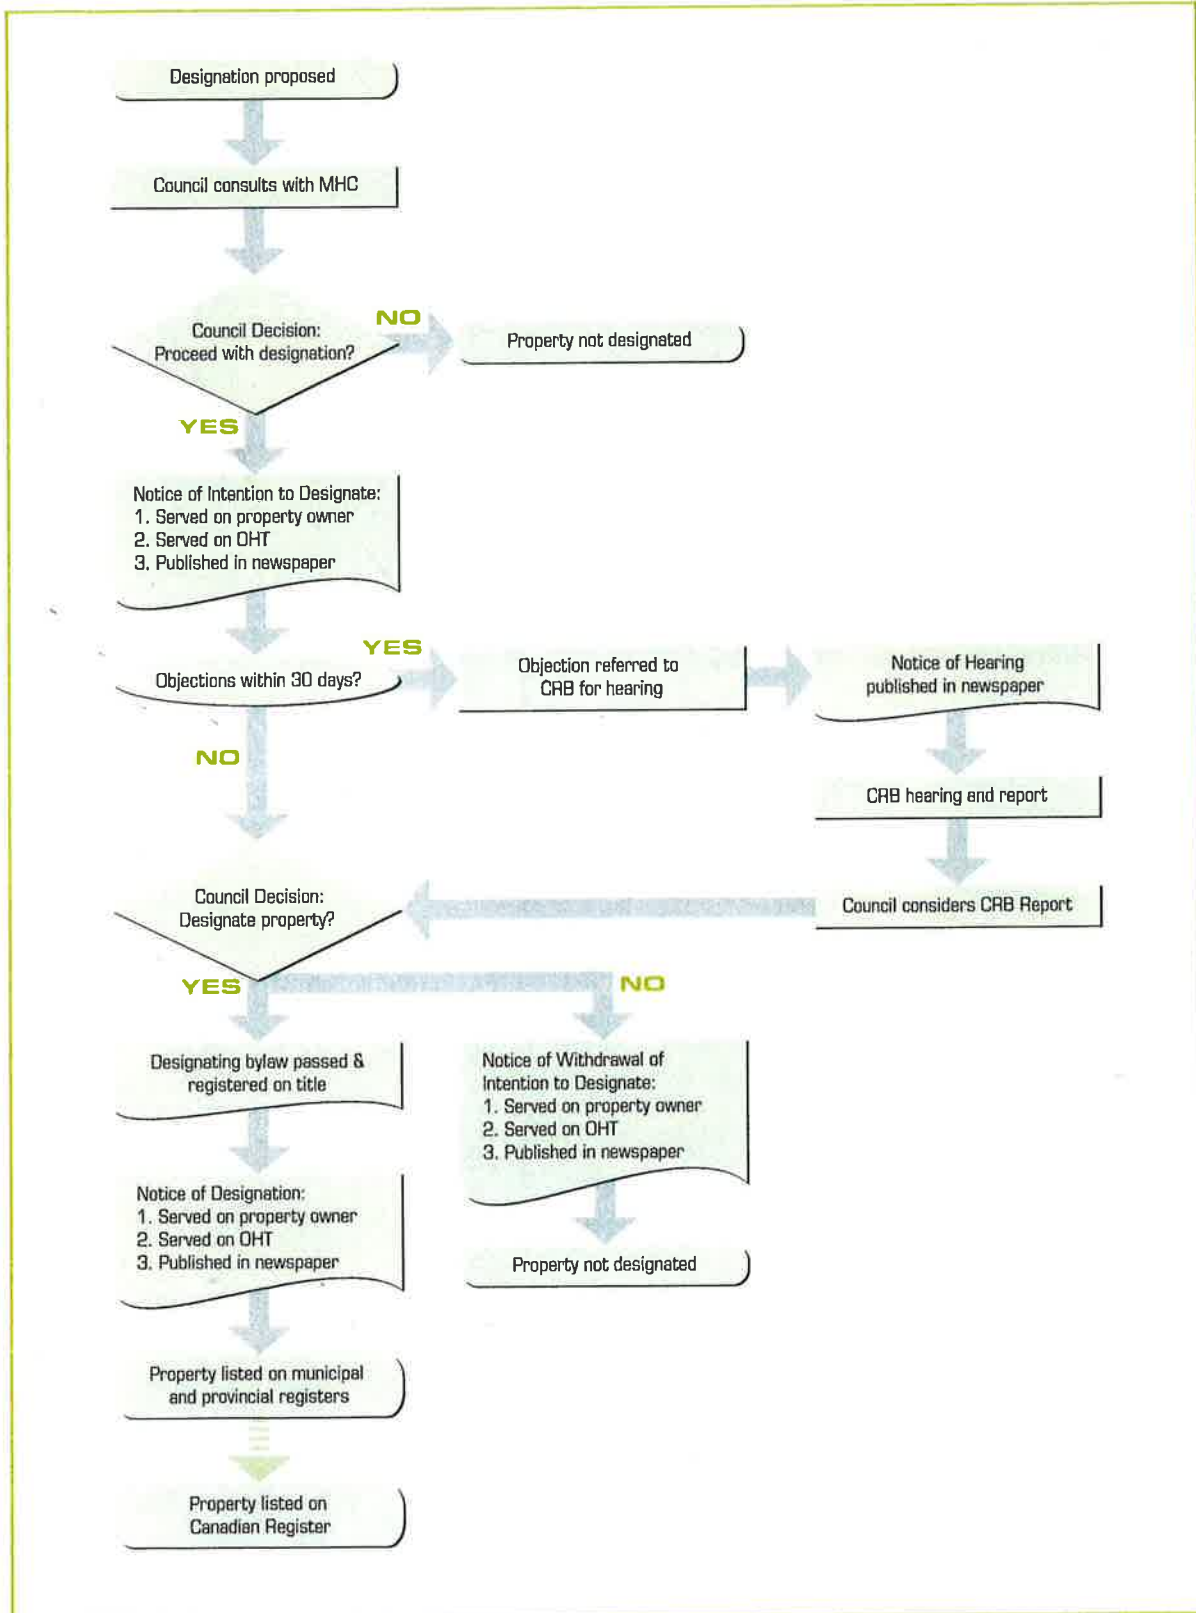 Designation proposed
Council consults with MHC
Council Decision:
Proceed with designation?
NO
Property not designated
YES
Notice of Intention to Designate:
1. Served on property owner
2. Served on OHT
3. Published in newspaper
Objections within 30 days?
YES
Objection referred to
CRB for hearing
Notice of Hearing
published in newspaper
NO
CRB hearing and report
Council considers CRB Report
Council Decision:
Designate property?
YES
NO
Designating bylaw passed &
registered on title
Notice of Withdrawal of
Intention to Designate:
1. Served on property owner
2. Served on OHT
3. Published in newspaper
Notice of Designation:
1. Served on property owner
2. Served on OHT
3. Published in newspaper
Property not designated
Property listed on municipal
and provincial registers
Property listed on
Canadian Register